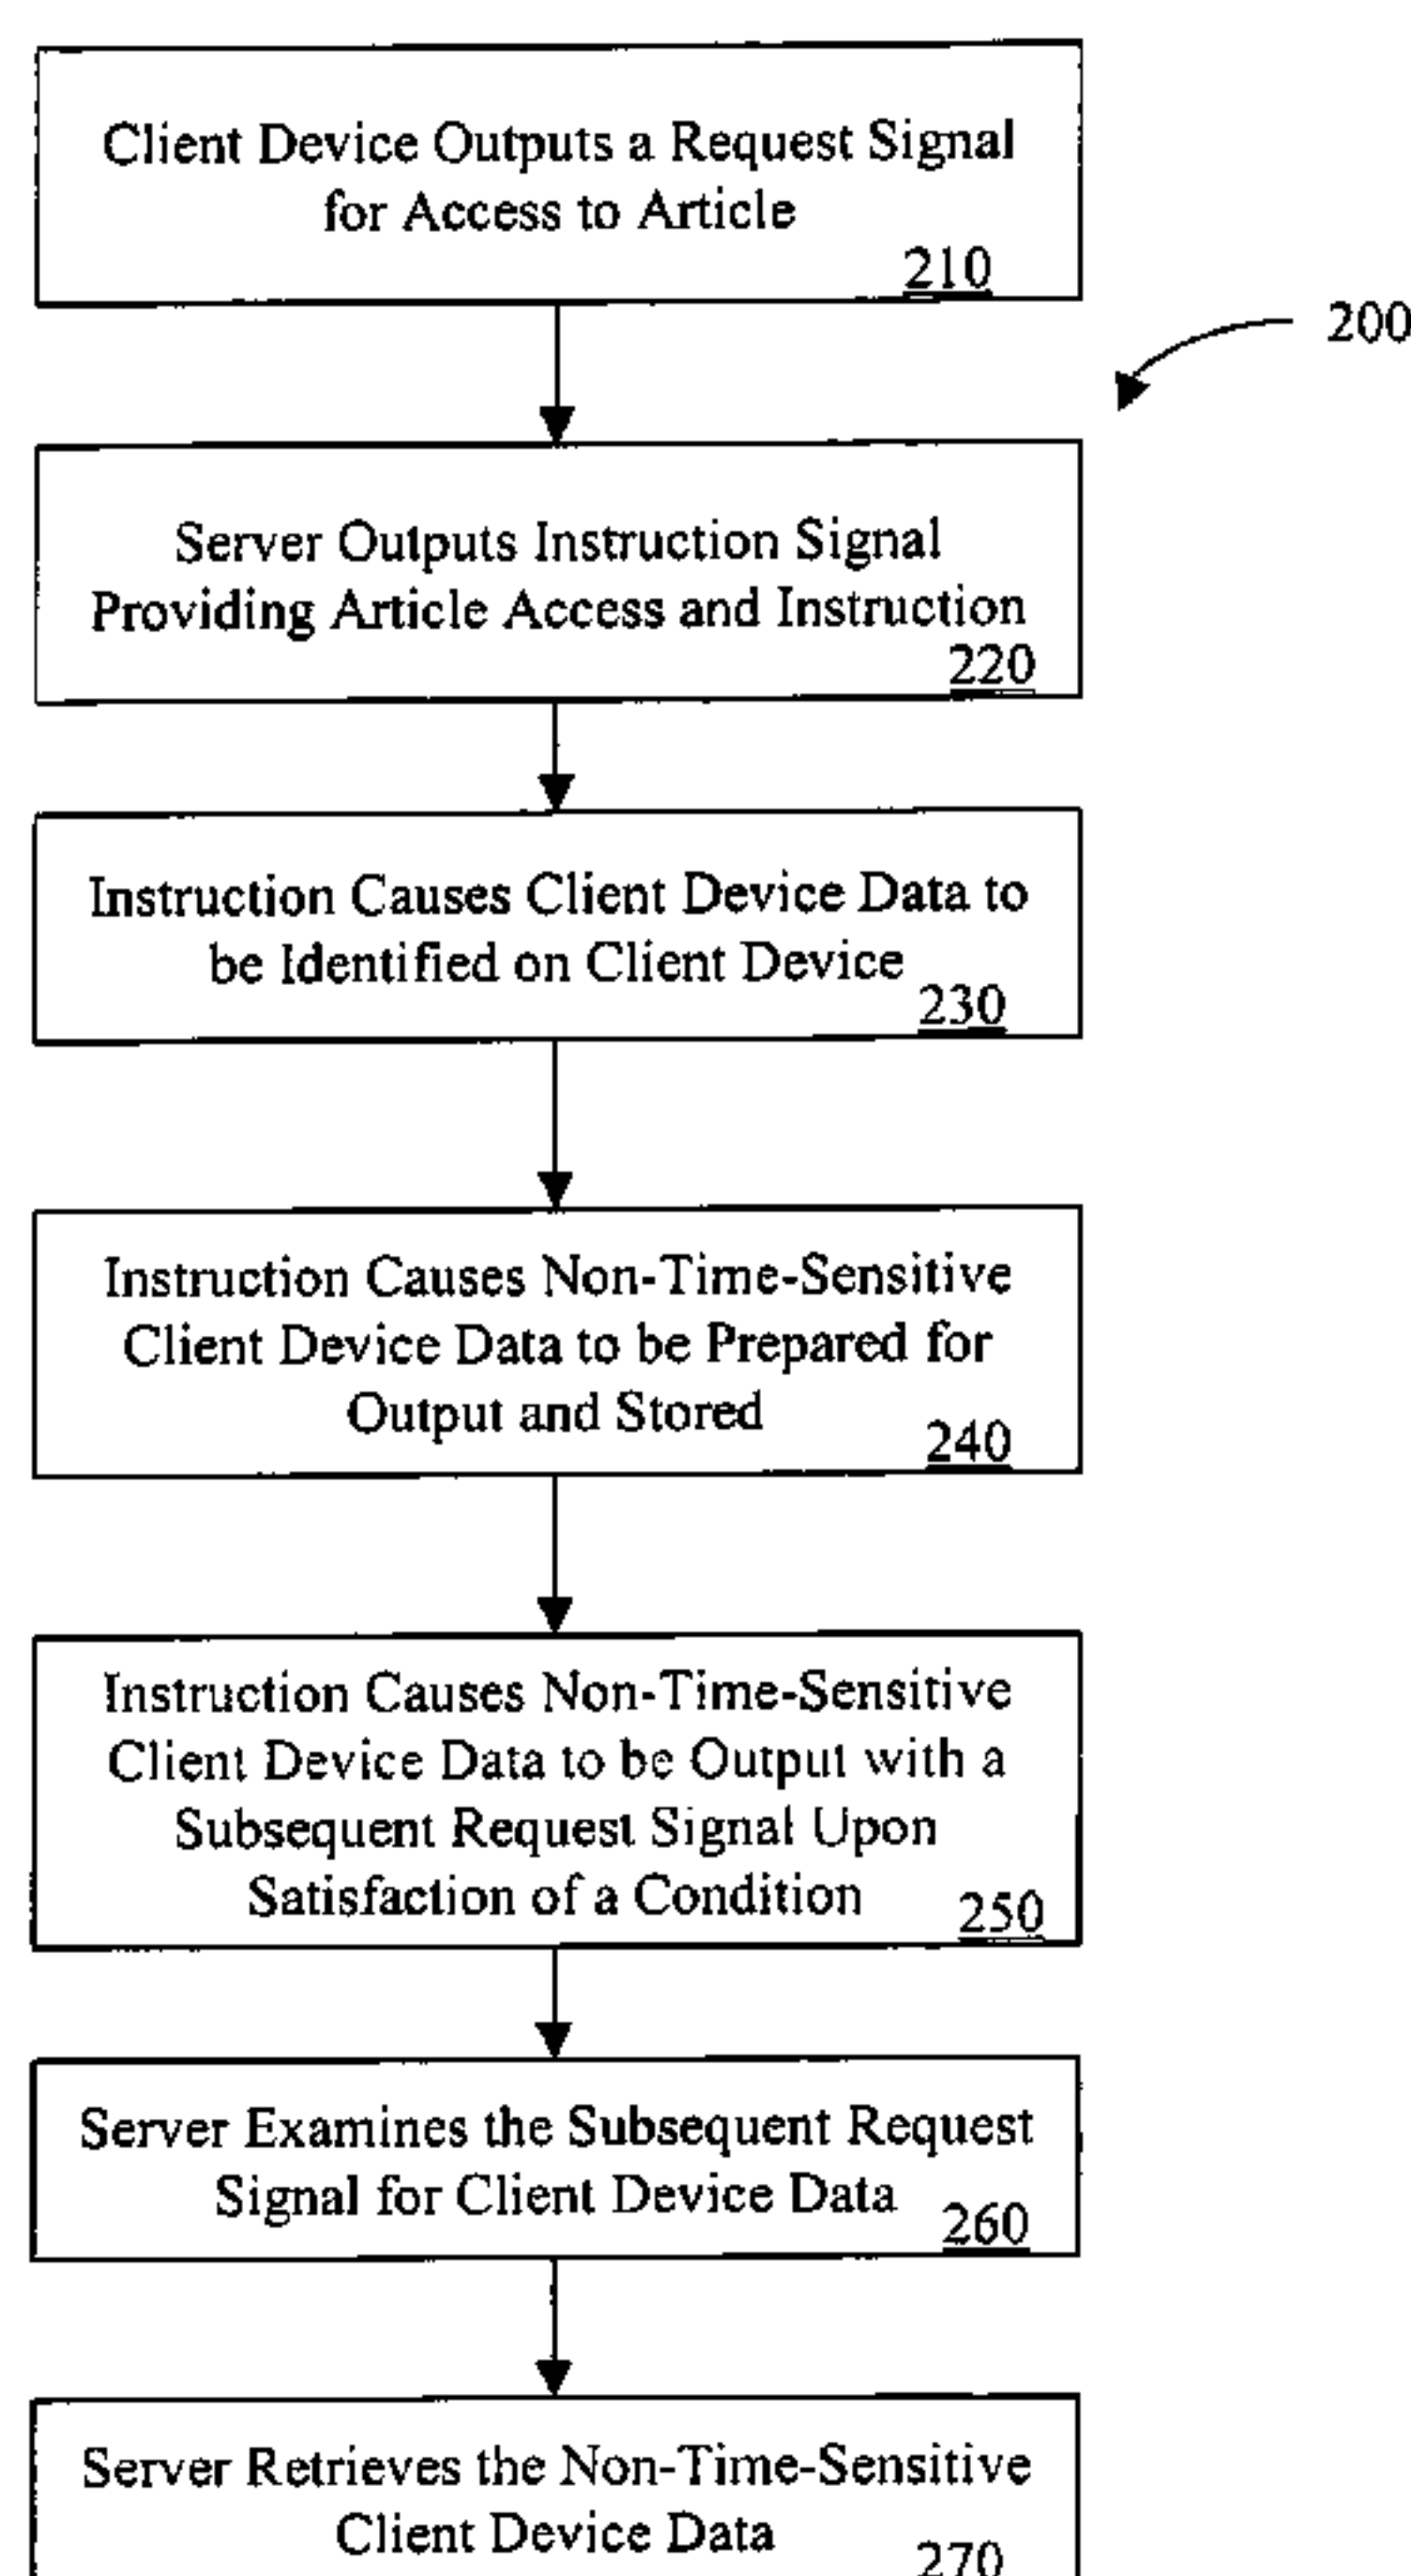 Client Device Outputs a Request Signal
for Access to Article
210
200
Server Outputs Instruction Signal
Providing Article Access and Instruction
220
Instruction Causes Client Device Data to
be Identified on Client Device
230
Instruction Causes Non-Time-Sensitive
Client Device Data to be Prepared for
Output and Stored
240
Instruction Causes Non-Time-Sensitive
Client Device Data to be Output with a
Subsequent Request Signal Upon
Satisfaction of a Condition
250
Server Examines the Subsequent Request
Signal for Client Device Data
260
Server Retrieves the Non-Time-Sensitive
Client Device Data
270